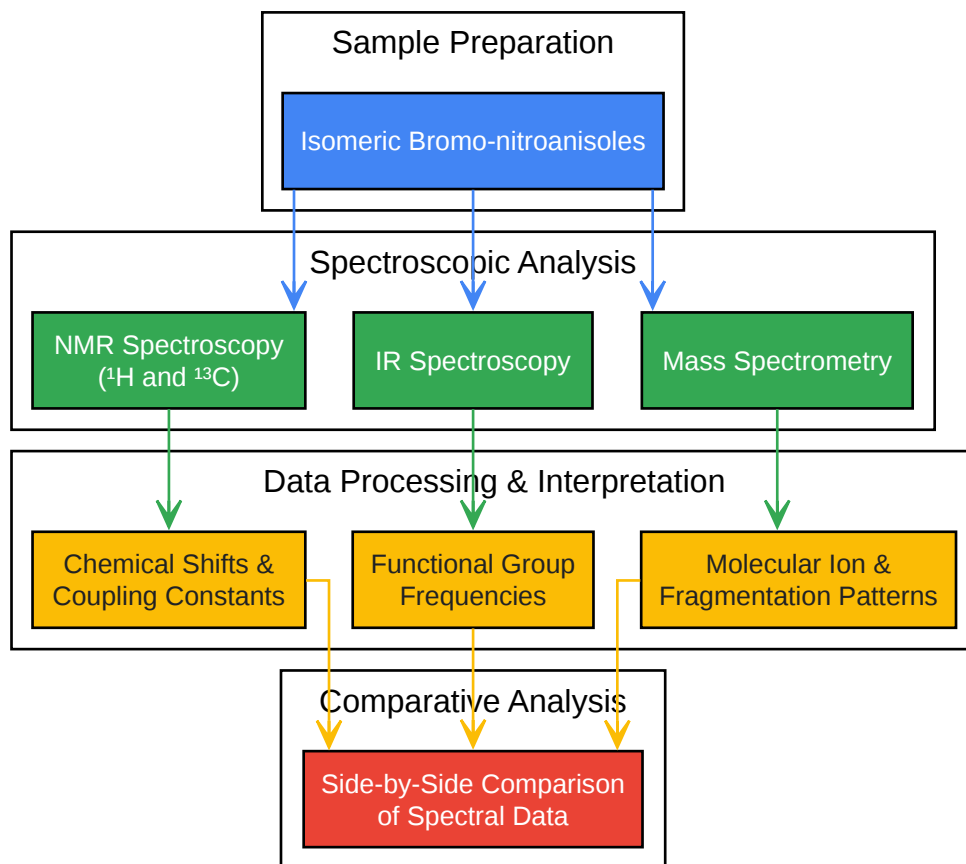 Sample Preparation
Isomeric Bromo-nitroanisoles
Spectroscopic Analysis
NMR Spectroscopy
(¹H and ¹³C)
IR Spectroscopy
Mass Spectrometry
Data Processing & Interpretation
Chemical Shifts &
Coupling Constants
Functional Group
Frequencies
Molecular Ion &
Fragmentation Patterns
Comparative Analysis
Side-by-Side Comparison
of Spectral Data